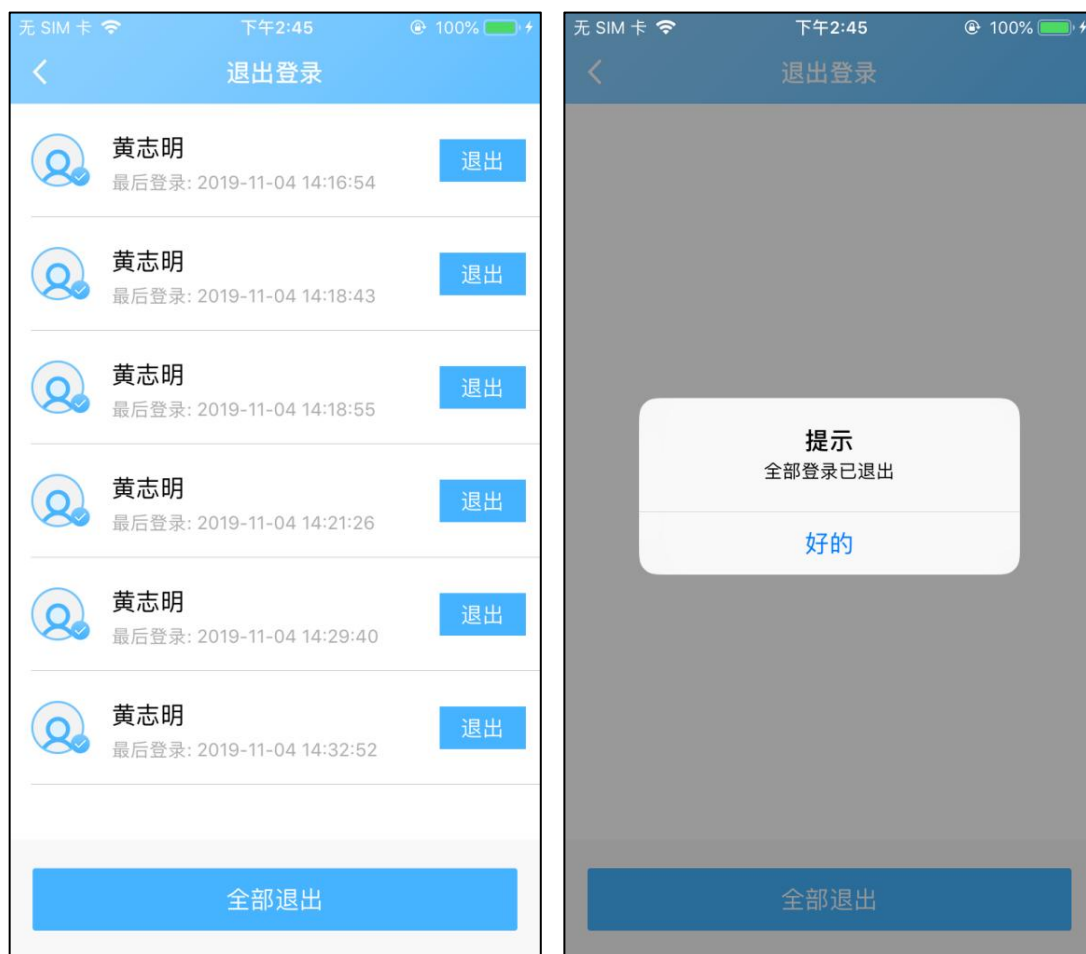 无 SIM 卡 下午2:45 100%
退出登录
黄志明
最后登录: 2019-11-04 14:16:54
退出
黄志明
最后登录: 2019-11-04 14:18:43
退出
黄志明
最后登录: 2019-11-04 14:18:55
退出
黄志明
最后登录: 2019-11-04 14:21:26
退出
黄志明
最后登录: 2019-11-04 14:29:40
退出
黄志明
最后登录: 2019-11-04 14:32:52
退出
全部退出
无 SIM 卡 下午2:45 100%
退出登录
提示
全部登录已退出
好的
全部退出